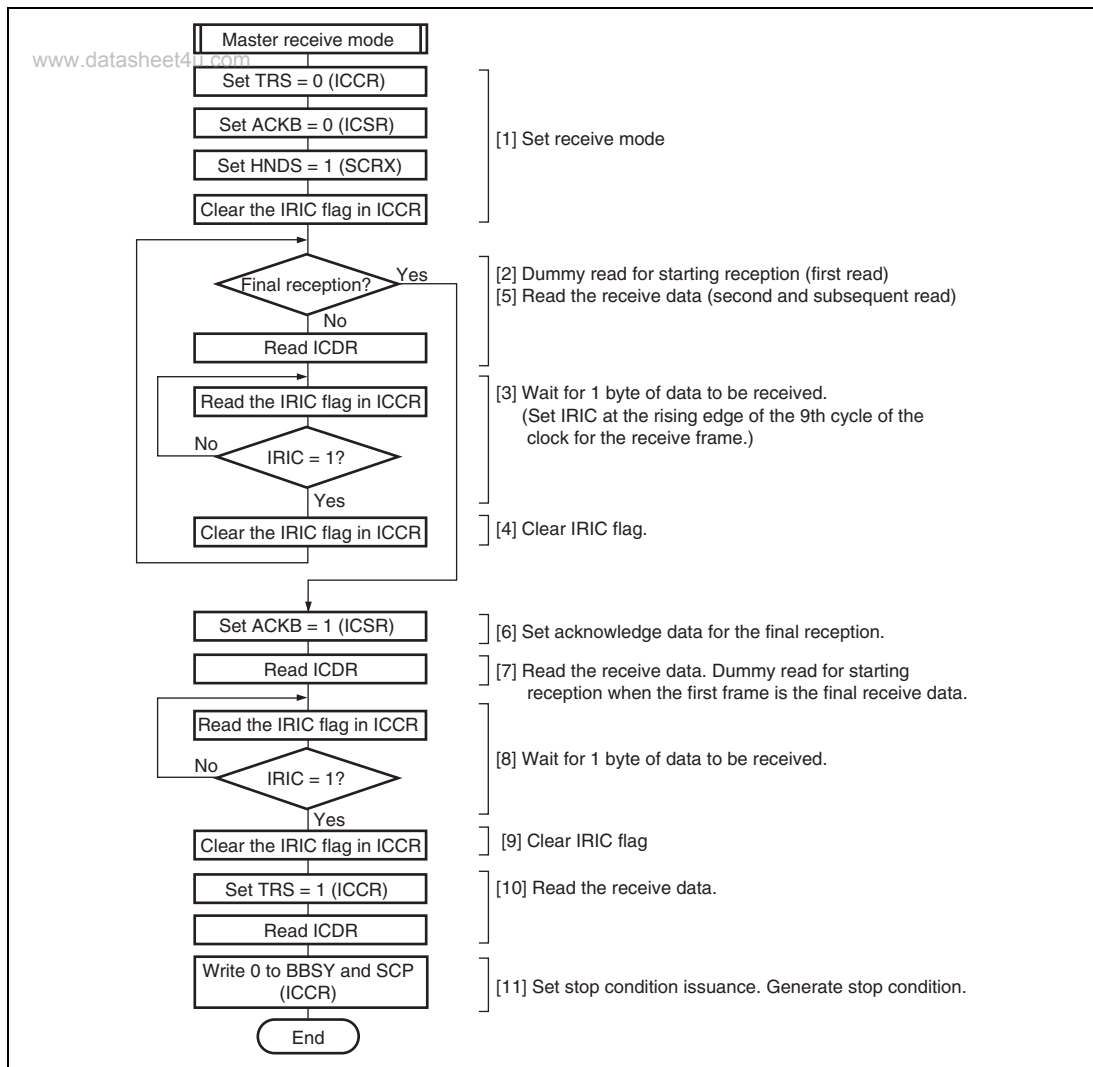 Master receive mode
www.datasheet4u.com
Set TRS = 0 (ICCR)
Set ACKB = 0 (ICSR)
[1] Set receive mode
Set HNDS = 1 (SCRX)
Clear the IRIC flag in ICCR
Final reception?
Yes
[2] Dummy read for starting reception (first read)
[5] Read the receive data (second and subsequent read)
No
Read ICDR
Read the IRIC flag in ICCR
[3] Wait for 1 byte of data to be received.
(Set IRIC at the rising edge of the 9th cycle of the
clock for the receive frame.)
No
IRIC = 1?
Yes
Clear the IRIC flag in ICCR
[4] Clear IRIC flag.
Set ACKB = 1 (ICSR)
[6] Set acknowledge data for the final reception.
Read ICDR
[7] Read the receive data. Dummy read for starting
reception when the first frame is the final receive data.
Read the IRIC flag in ICCR
[8] Wait for 1 byte of data to be received.
No
IRIC = 1?
Yes
Clear the IRIC flag in ICCR
[9] Clear IRIC flag
Set TRS = 1 (ICCR)
[10] Read the receive data.
Read ICDR
Write 0 to BBSY and SCP
(ICCR)
[11] Set stop condition issuance. Generate stop condition.
End